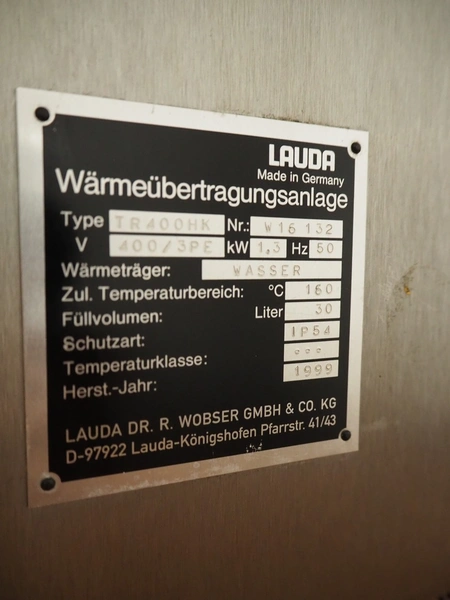 LAUDA
Made in Germany
Wärmeübertragungsanlage
Type TR400HK Nr.: W16 132
V 400/3PE kW 1,3 Hz 50
Wärmeträger: WASSER
Zul. Temperaturbereich: °C 160
Füllvolumen: Liter 30
Schutzart: IP54
Temperaturklasse: ---
Herst.-Jahr: 1999
LAUDA DR. R. WOBSER GMBH & CO. KG
D-97922 Lauda-Königshofen Pfarrstr. 41/43